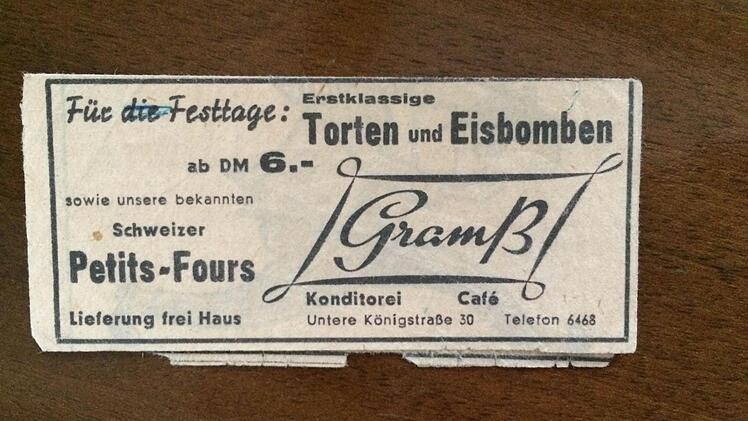 Für die Festtage:
Erstklassige
Torten und Eisbomben
ab DM 6.-
sowie unsere bekannten
Schweizer
Petits-Fours
Lieferung frei Haus
Gramß
Konditorei Café
Untere Königstraße 30 Telefon 6468